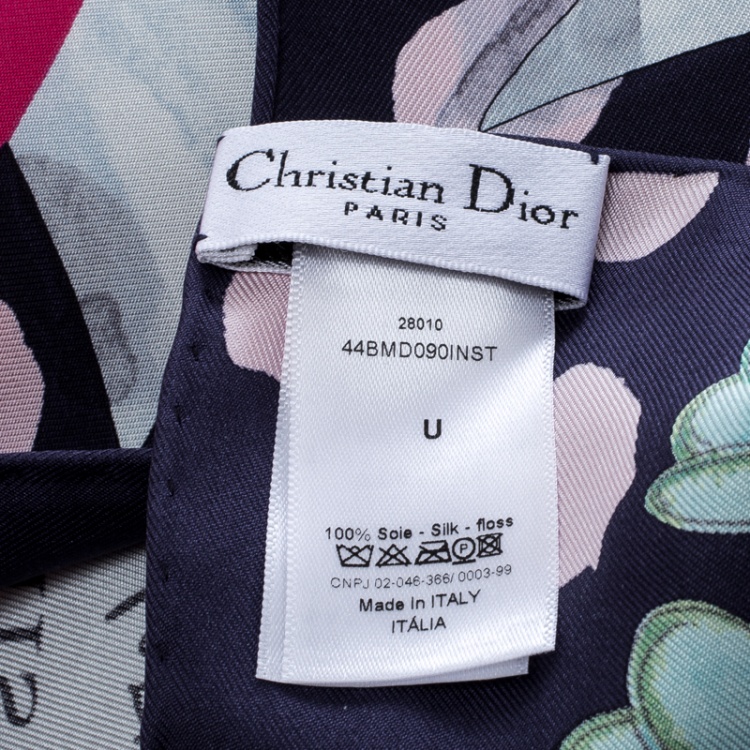 Christian Dior
PARIS
28010
44BMD090INST
U
100% Soie - Silk - floss
CNPJ 02-046-366/ 0003-99
Made in ITALY
ITÁLIA